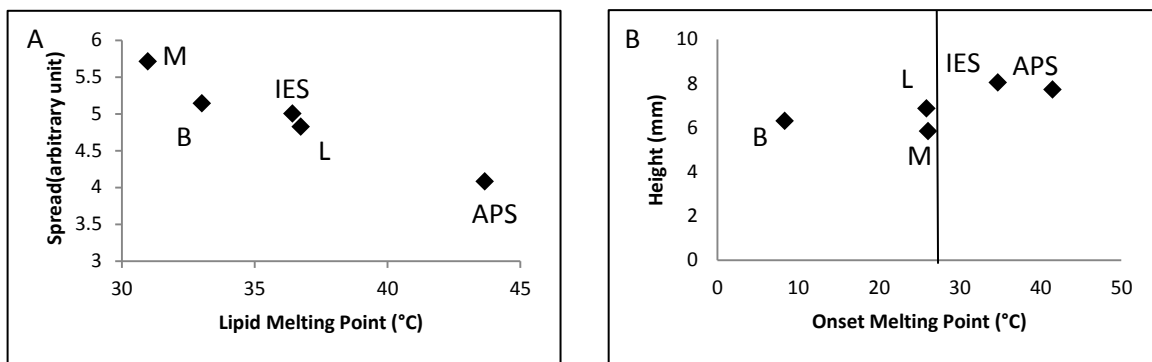 A
6
5.5
5
4.5
4
3.5
3
Spread(arbitrary unit)
M
B
IES
L
APS
30 35 40 45
Lipid Melting Point (°C)
B
10
8
6
4
2
0
Height (mm)
IES APS
L
B
M
0 10 20 30 40 50
Onset Melting Point (°C)